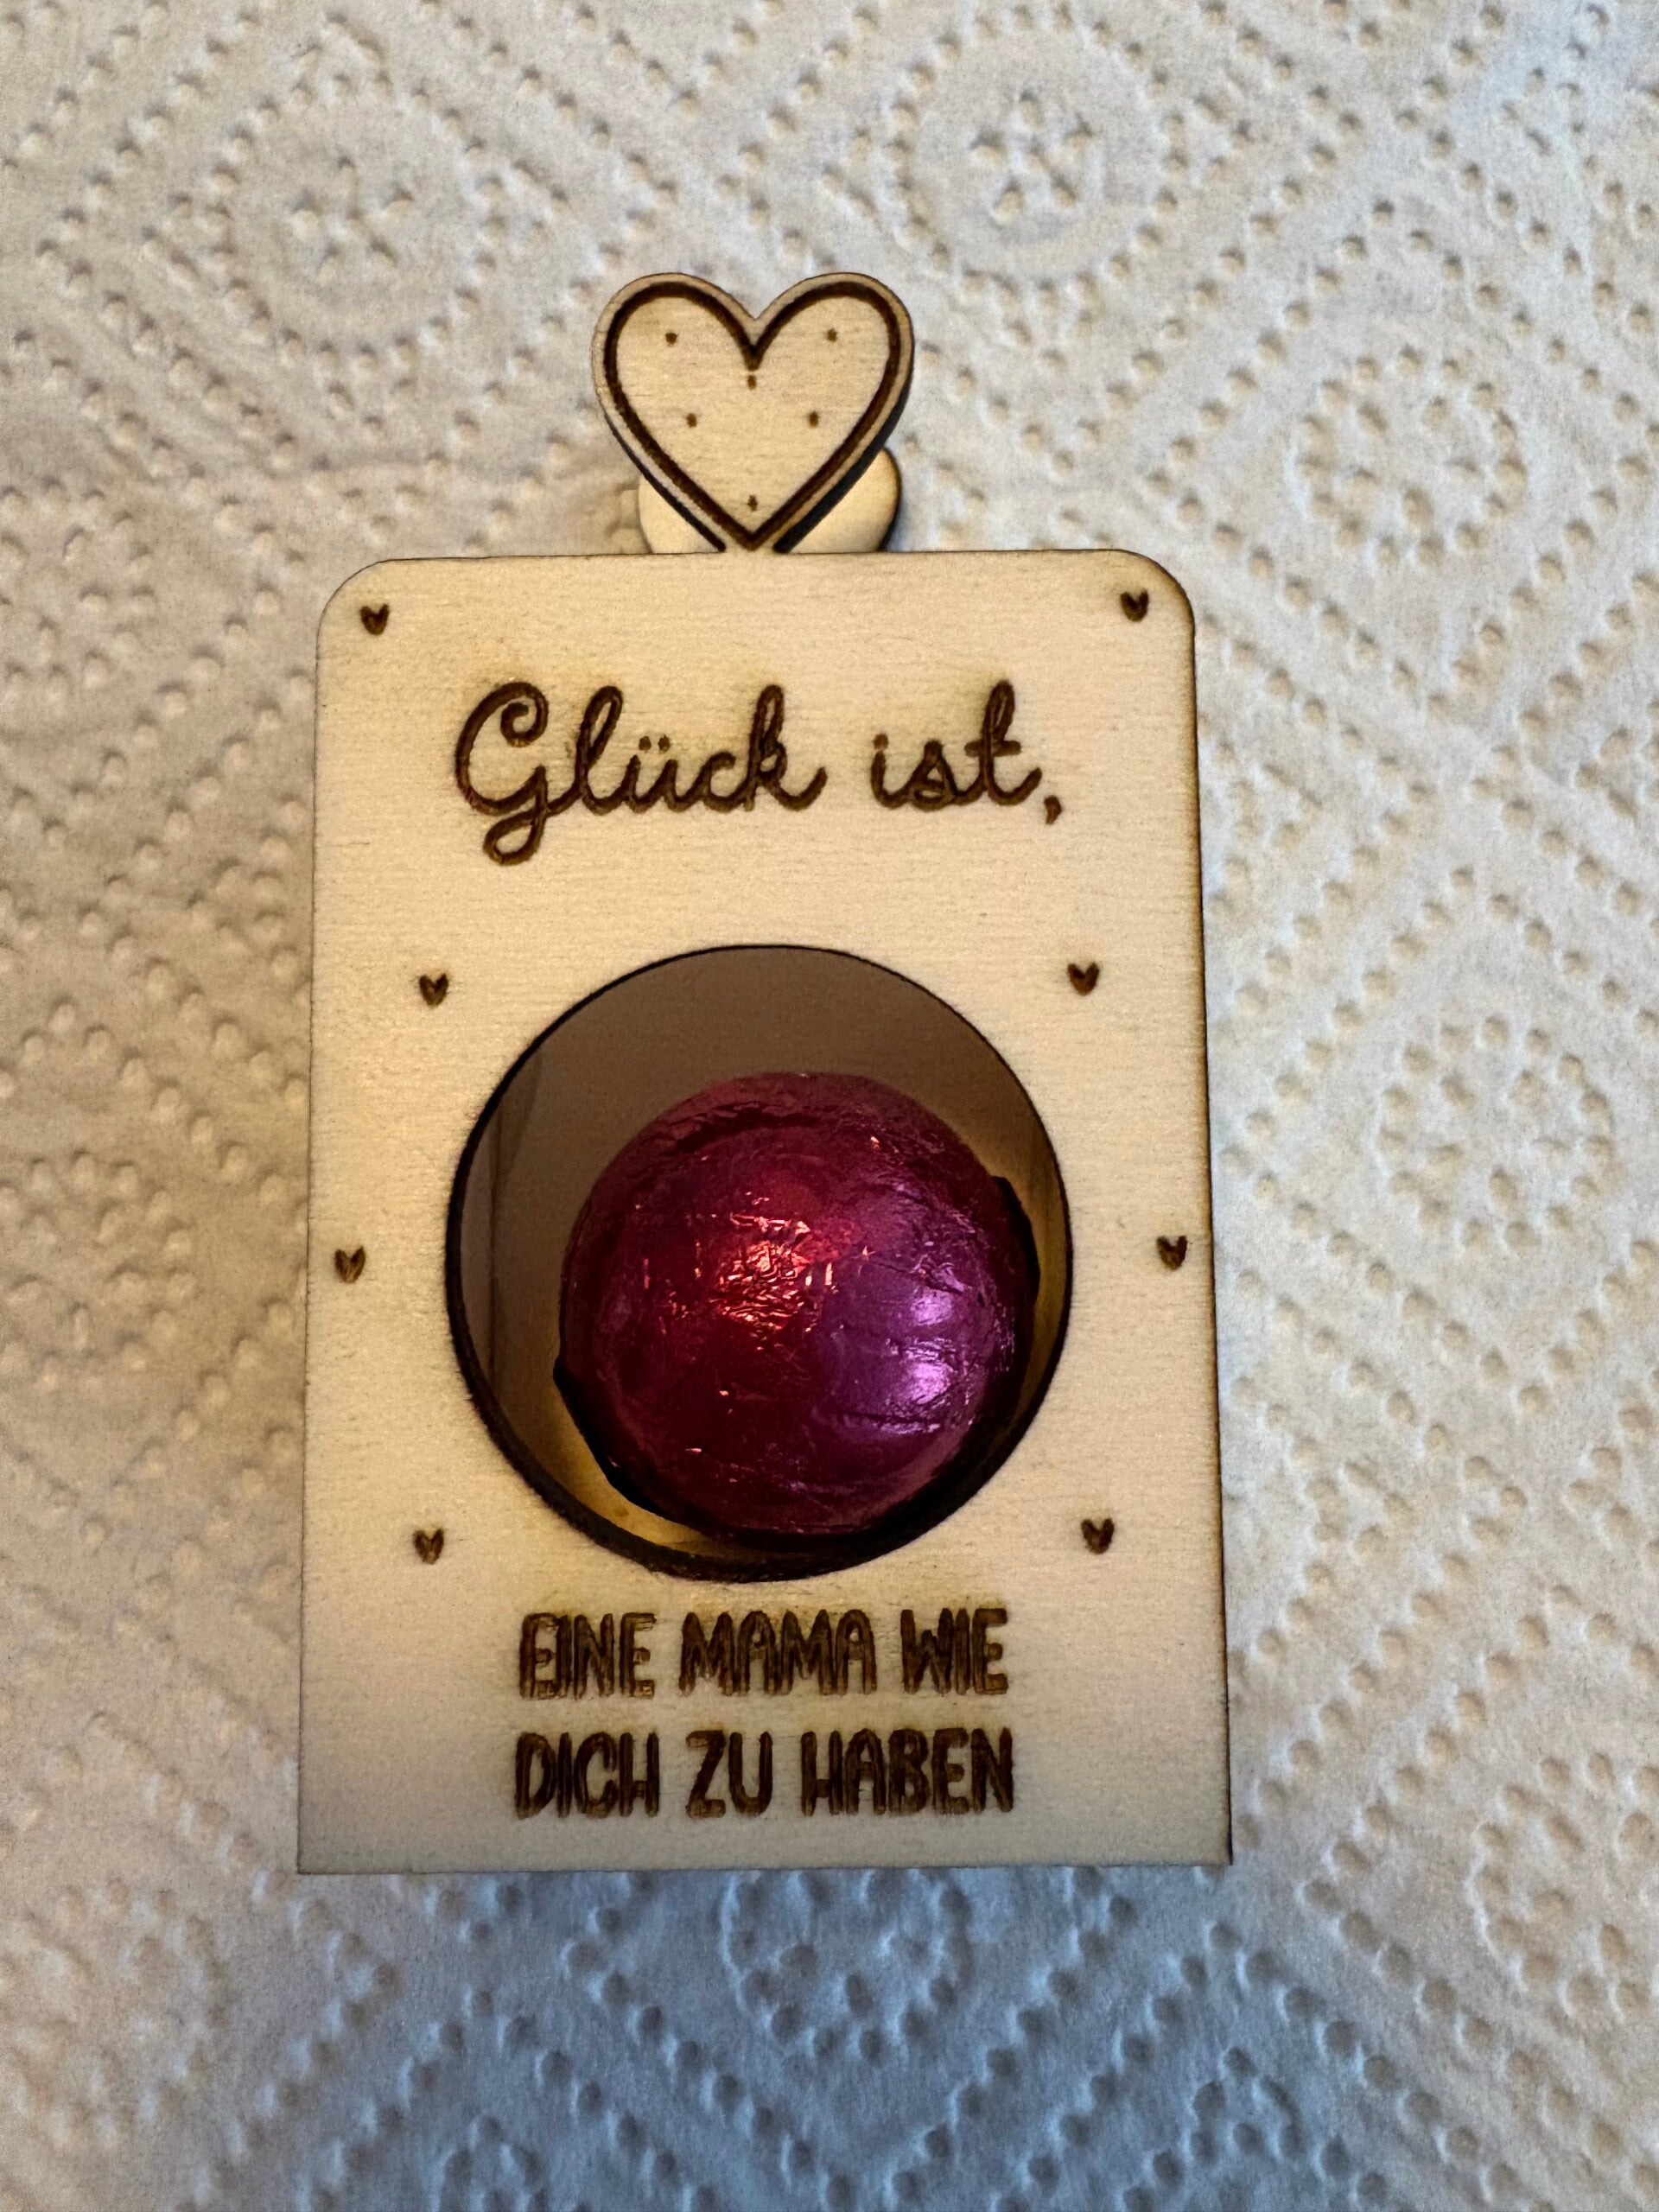 Glück ist,
EINE MAMA WIE
DICH ZU HABEN